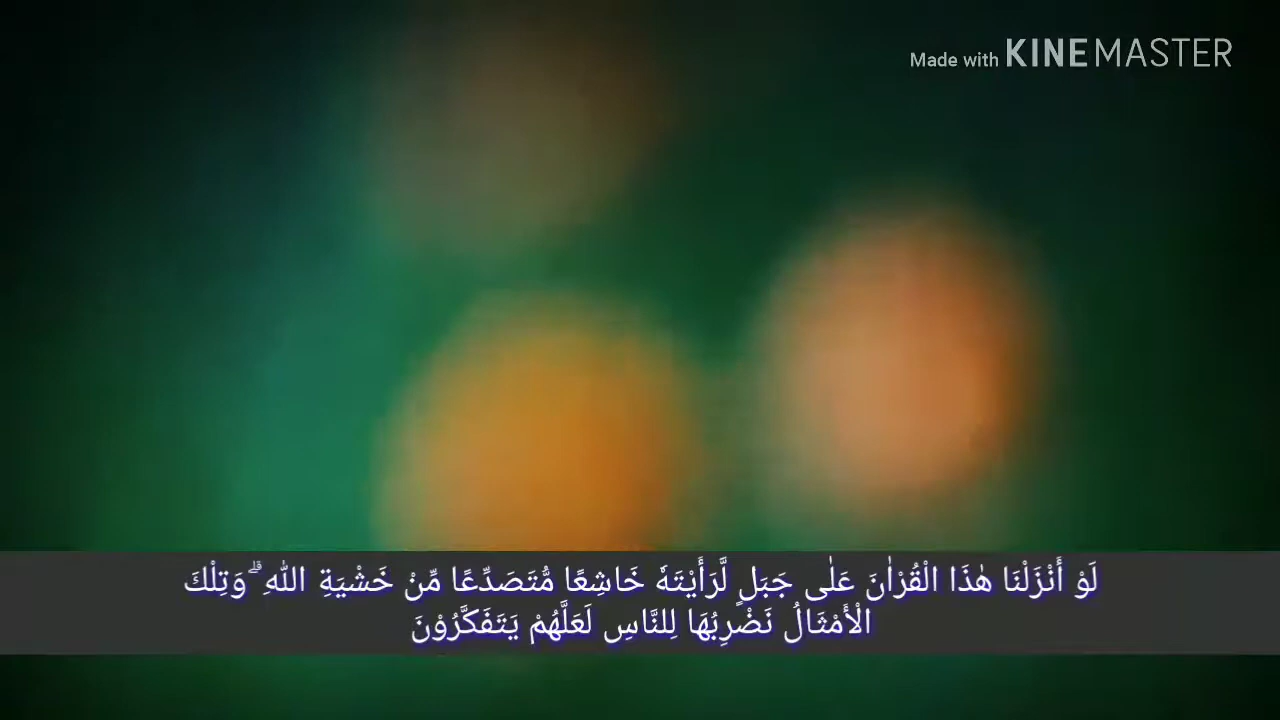 Made with KINEMASTER
لَوْ أَنْزَلْنَا هٰذَا الْقُرْاٰنَ عَلٰى جَبَلٍ لَّرَأَيْتَهٗ خَاشِعًا مُّتَصَدِّعًا مِّنْ خَشْيَةِ اللّٰهِ ۗ وَتِلْكَ
الْأَمْثَالُ نَضْرِبُهَا لِلنَّاسِ لَعَلَّهُمْ يَتَفَكَّرُوْنَ